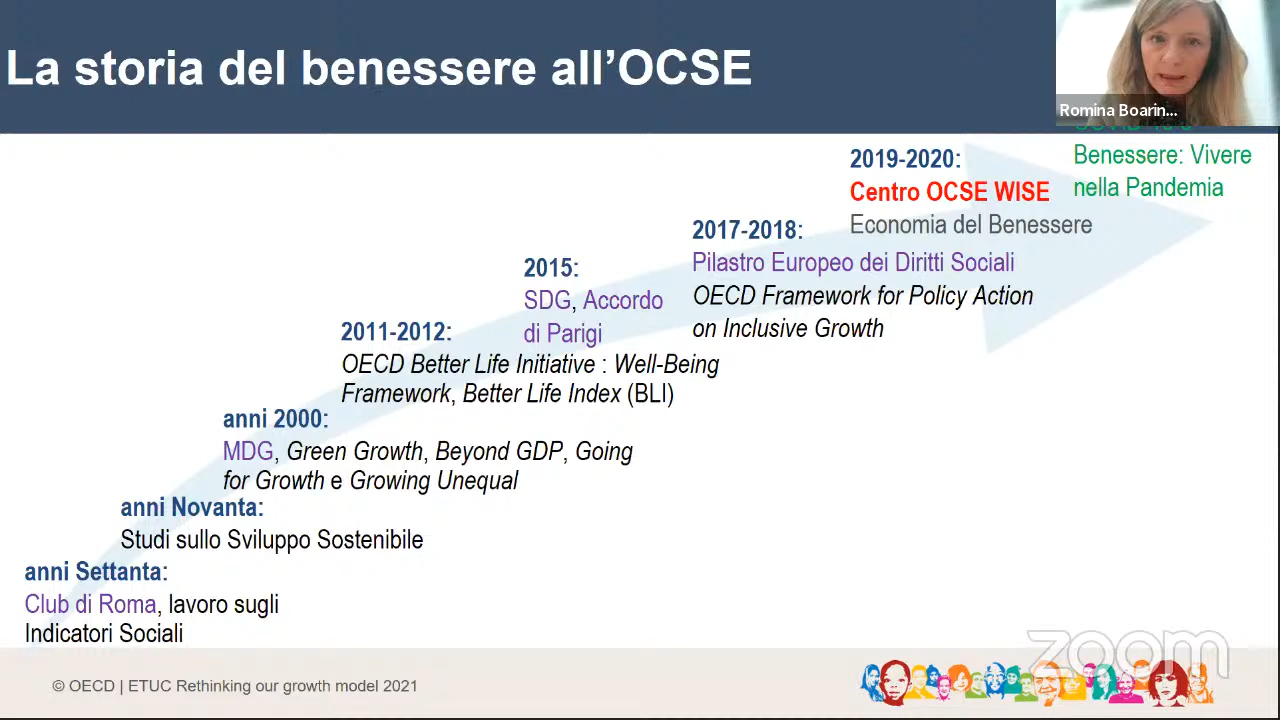 La storia del benessere all’OCSE
Romina Boarin...
Benessere: Vivere
nella Pandemia
2019-2020:
Centro OCSE WISE
Economia del Benessere
2017-2018:
Pilastro Europeo dei Diritti Sociali
OECD Framework for Policy Action
on Inclusive Growth
2015:
SDG, Accordo
di Parigi
2011-2012:
OECD Better Life Initiative : Well-Being
Framework, Better Life Index (BLI)
anni 2000:
MDG, Green Growth, Beyond GDP, Going
for Growth e Growing Unequal
anni Novanta:
Studi sullo Sviluppo Sostenibile
anni Settanta:
Club di Roma, lavoro sugli
Indicatori Sociali
© OECD | ETUC Rethinking our growth model 2021
zoom